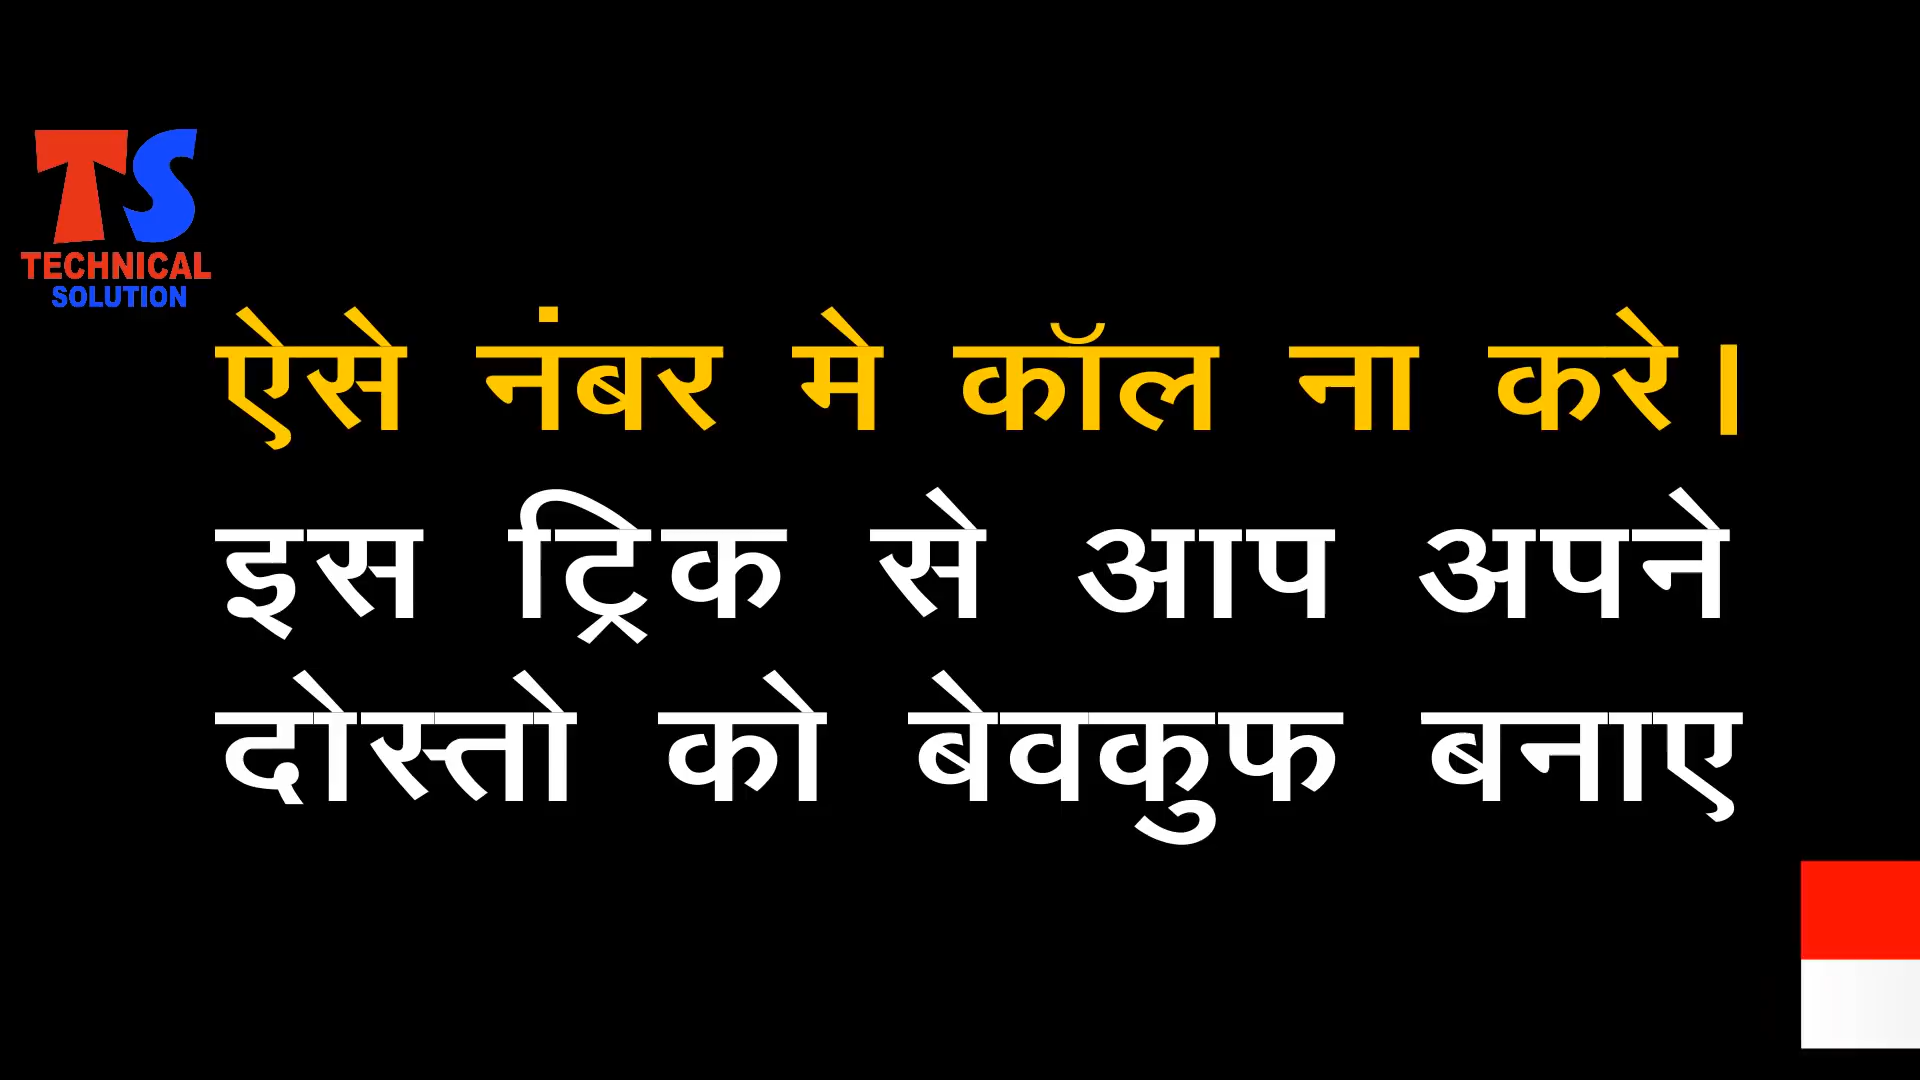 TS
TECHNICAL
SOLUTION
ऐसे नंबर मे कॉल ना करे।
इस ट्रिक से आप अपने
दोस्तो को बेवकुफ बनाए